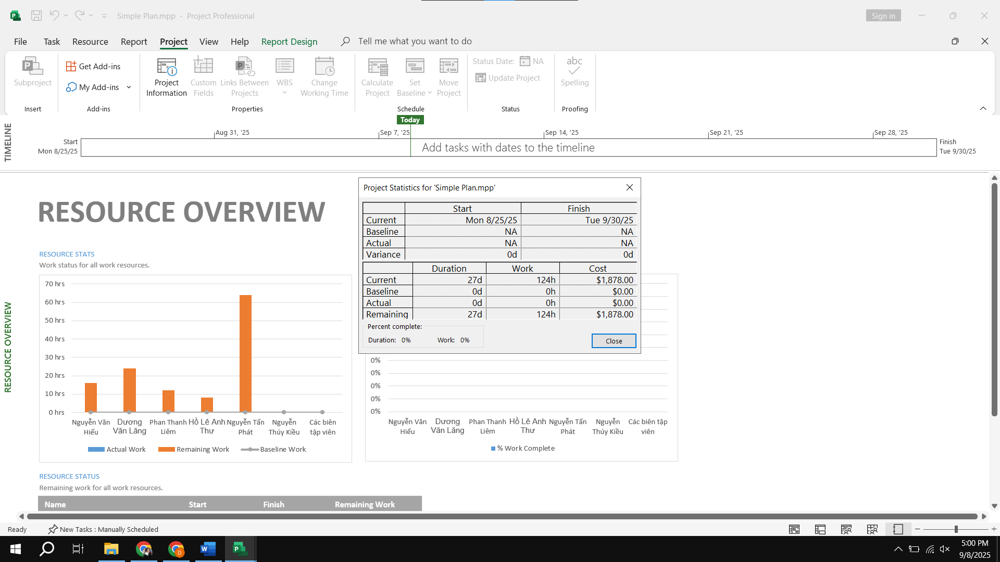 Simple Plan.mpp - Project Professional
Sign in
File Task Resource Report Project View Help Report Design Tell me what you want to do
Subproject
Insert
Get Add-ins
My Add-ins
Add-ins
Project Information
Custom Fields
Links Between Projects
WBS
Change Working Time
Properties
Calculate Project
Set Baseline
Move Project
Schedule
Status Date: NA
Update Project
Status
abc
Spelling
Proofing
TIMELINE
Today
Aug 31, '25 Sep 7, '25 Sep 14, '25 Sep 21, '25 Sep 28, '25
Start
Mon 8/25/25
Add tasks with dates to the timeline
Finish
Tue 9/30/25
RESOURCE OVERVIEW
RESOURCE OVERVIEW
RESOURCE STATS
Work status for all work resources.
70 hrs
60 hrs
50 hrs
40 hrs
30 hrs
20 hrs
10 hrs
0 hrs
Nguyễn Văn Hiếu
Dương Văn Lăng
Phan Thanh Liêm
Hồ Lê Anh Thư
Nguyễn Tấn Phát
Nguyễn Thúy Kiều
Các biên tập viên
Actual Work Remaining Work Baseline Work
Project Statistics for 'Simple Plan.mpp'
Start Finish
Current Mon 8/25/25 Tue 9/30/25
Baseline NA NA
Actual NA NA
Variance 0d 0d
Duration Work Cost
Current 27d 124h $1,878.00
Baseline 0d 0h $0.00
Actual 0d 0h $0.00
Remaining 27d 124h $1,878.00
Percent complete:
Duration: 0% Work: 0%
Close
0%
0%
0%
0%
0%
Nguyễn Văn Hiếu
Dương Văn Lăng
Phan Thanh Liêm
Hồ Lê Anh Thư
Nguyễn Tấn Phát
Nguyễn Thúy Kiều
Các biên tập viên
% Work Complete
RESOURCE STATUS
Remaining work for all work resources.
Name Start Finish Remaining Work
Ready New Tasks : Manually Scheduled
5:00 PM
9/8/2025